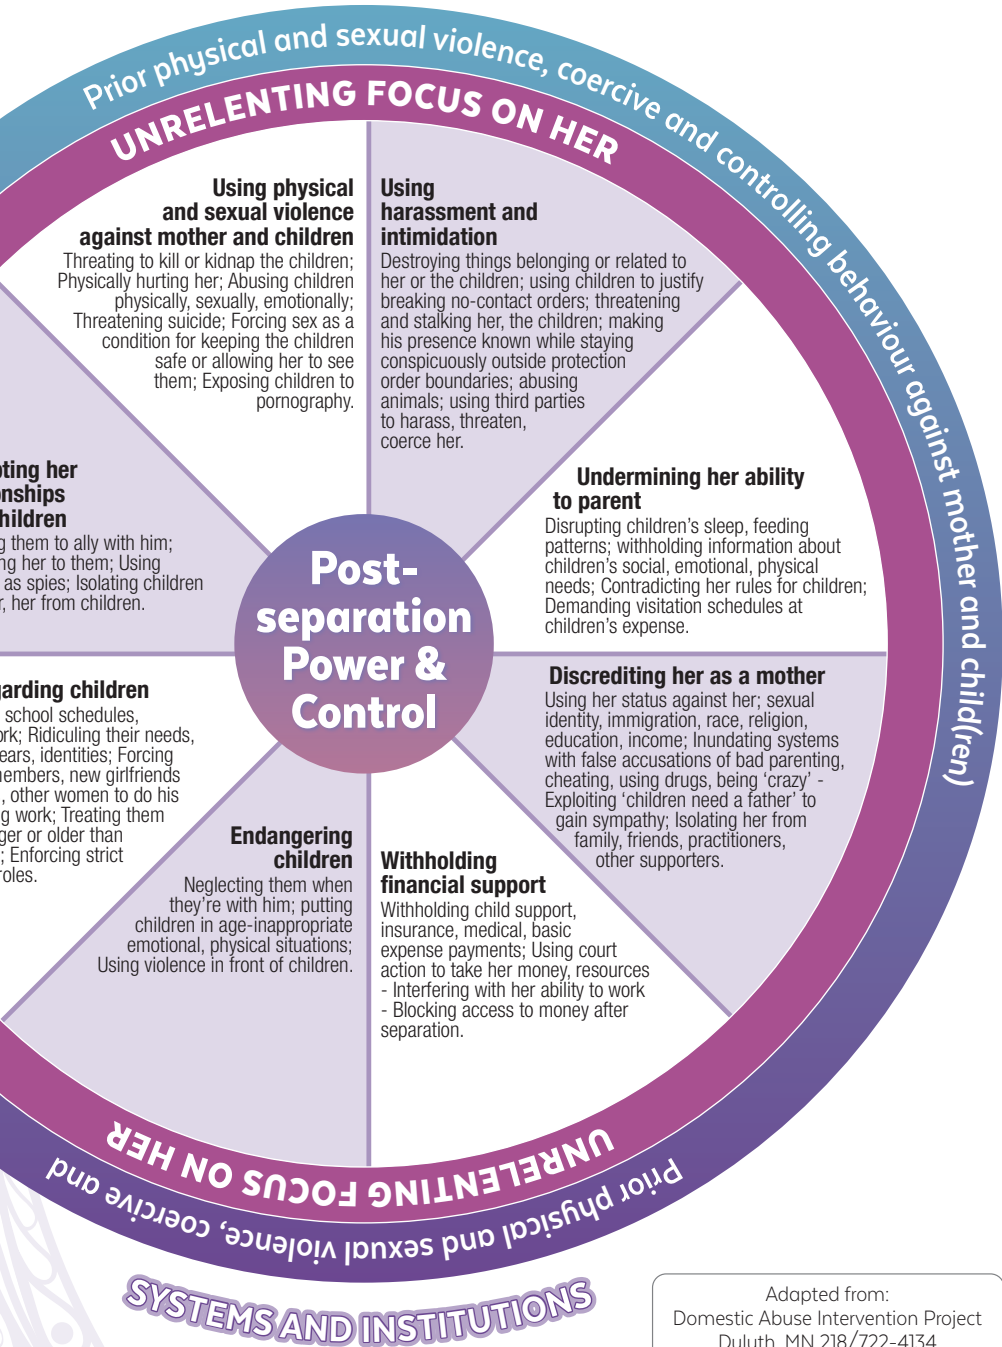 Prior physical and sexual violence, coercive and controlling behaviour against mother and child(ren)
UNRELENTING FOCUS ON HER
Using physical
and sexual violence
against mother and children
Threating to kill or kidnap the children;
Physically hurting her; Abusing children
physically, sexually, emotionally;
Threatening suicide; Forcing sex as a
condition for keeping the children
safe or allowing her to see
them; Exposing children to
pornography.
Using
harassment and
intimidation
Destroying things belonging or related to
her or the children; using children to justify
breaking no-contact orders; threatening
and stalking her, the children; making
his presence known while staying
conspicuously outside protection
order boundaries; abusing
animals; using third parties
to harass, threaten,
coerce her.
Undermining her ability
to parent
Disrupting children's sleep, feeding
patterns; withholding information about
children's social, emotional, physical
needs; Contradicting her rules for children;
Demanding visitation schedules at
children's expense.
her
them to ally with him;
her to them; Using
as spies; Isolating children
her from children.
Post-
separation
Power &
Control
Discrediting her as a mother
Using her status against her; sexual
identity, immigration, race, religion,
education, income; Inundating systems
with false accusations of bad parenting,
cheating, using drugs, being 'crazy' -
Exploiting 'children need a father' to
gain sympathy; Isolating her from
family, friends, practitioners,
other supporters.
children
school schedules,
Ridiculing their needs,
identities; Forcing
new girlfriends
other women to do his
work; Treating them
or older than
; Enforcing strict
roles.
Endangering
children
Neglecting them when
they're with him; putting
children in age-inappropriate
emotional, physical situations;
Using violence in front of children.
Withholding
financial support
Withholding child support,
insurance, medical, basic
expense payments; Using court
action to take her money, resources
- Interfering with her ability to work
- Blocking access to money after
separation.
UNRELENTING FOCUS ON HER
Prior physical and sexual violence, coercive and
SYSTEMS AND INSTITUTIONS
Adapted from:
Domestic Abuse Intervention Project
Duluth, MN 218/722-4134